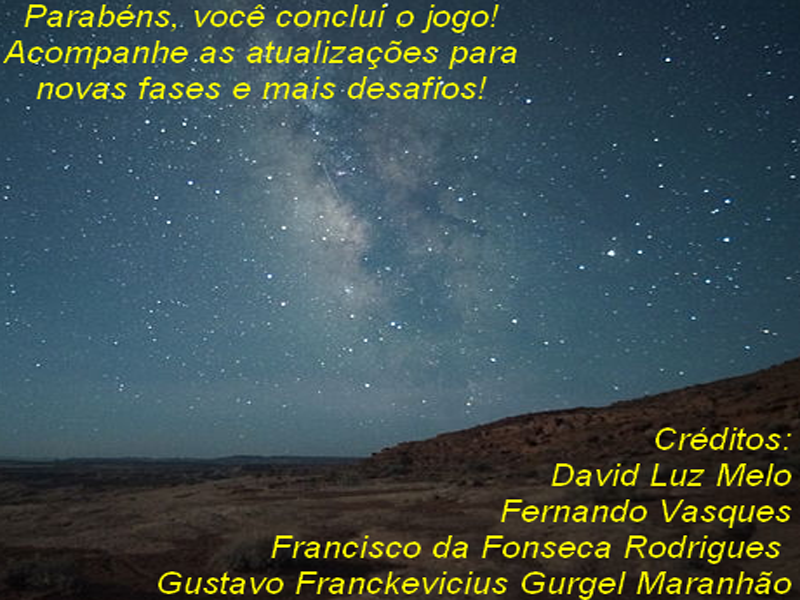 Parabéns, você concluí o jogo!
Acompanhe as atualizações para
novas fases e mais desafios!
Créditos:
David Luz Melo
Fernando Vasques
Francisco da Fonseca Rodrigues
Gustavo Franckevicius Gurgel Maranhão